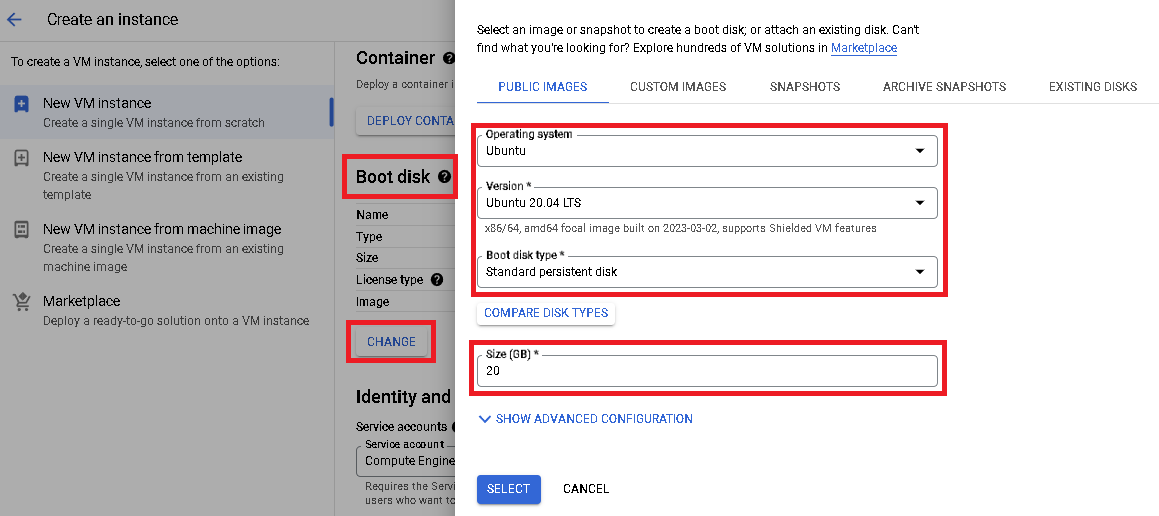 Create an instance
To create a VM instance, select one of the options:
New VM instance
Create a single VM instance from scratch
New VM instance from template
Create a single VM instance from an existing
template
New VM instance from machine image
Create a single VM instance from an existing
machine image
Marketplace
Deploy a ready-to-go solution onto a VM instance
Container
Deploy a container i
DEPLOY CONTA
Boot disk
Name
Type
Size
License type
Image
CHANGE
Identity and
Service accounts
Service account
Compute Engine
Requires the Servi
users who want to
Select an image or snapshot to create a boot disk; or attach an existing disk. Can't
find what you're looking for? Explore hundreds of VM solutions in Marketplace
PUBLIC IMAGES
CUSTOM IMAGES
SNAPSHOTS
ARCHIVE SNAPSHOTS
EXISTING DISKS
Operating system
Ubuntu
Version *
Ubuntu 20.04 LTS
x86/64, amd64 focal image built on 2023-03-02, supports Shielded VM features
Boot disk type *
Standard persistent disk
COMPARE DISK TYPES
Size (GB) *
20
SHOW ADVANCED CONFIGURATION
SELECT
CANCEL